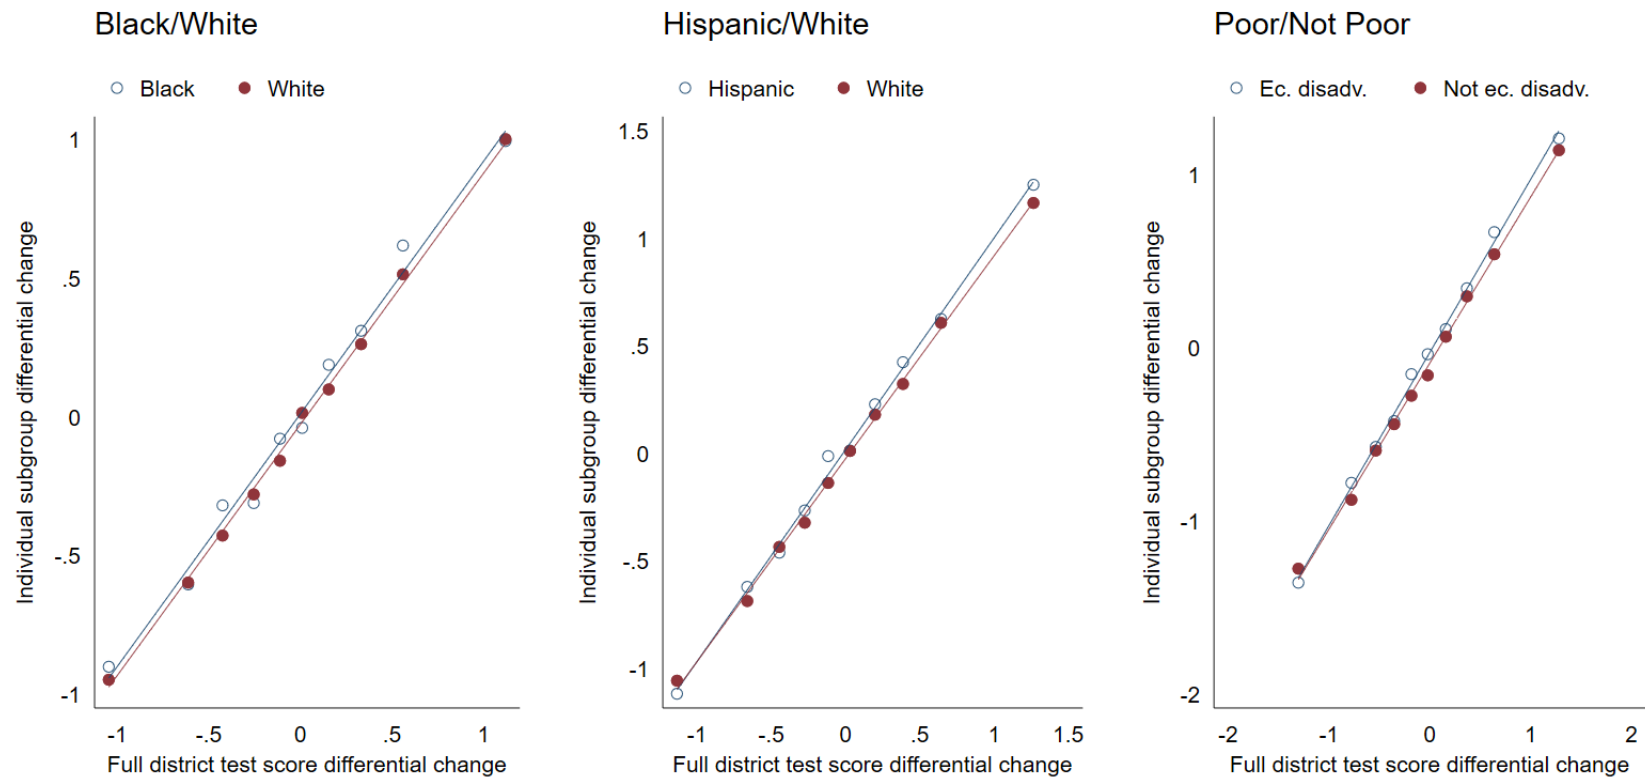 Black/White
Black
White
1
.5
0
-.5
-1
Individual subgroup differential change
-1
-.5
0
.5
1
Full district test score differential change
Hispanic/White
Hispanic
White
1.5
1
.5
0
-.5
-1
Individual subgroup differential change
-1
-.5
0
.5
1
1.5
Full district test score differential change
Poor/Not Poor
Ec. disadv.
Not ec. disadv.
1
0
-1
-2
Individual subgroup differential change
-2
-1
0
1
2
Full district test score differential change